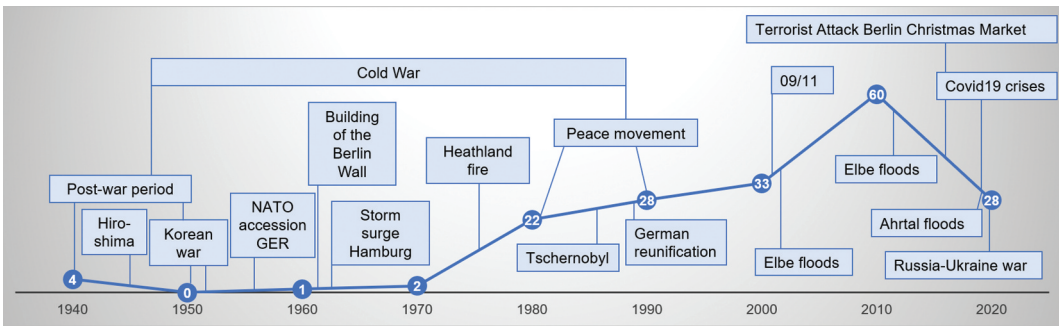 Terrorist Attack Berlin Christmas Market
Cold War
09/11
Covid19 crises
60
Building
of the
Berlin
Wall
Peace movement
Heathland
fire
Elbe floods
Post-war period
33
28
28
22
NATO
accession
GER
Storm
surge
Hamburg
Hiro-
shima
Korean
war
Ahrtal floods
German
reunification
Tschernobyl
Elbe floods
Russia-Ukraine war
4
0
1
2
1940
1950
1960
1970
1980
1990
2000
2010
2020